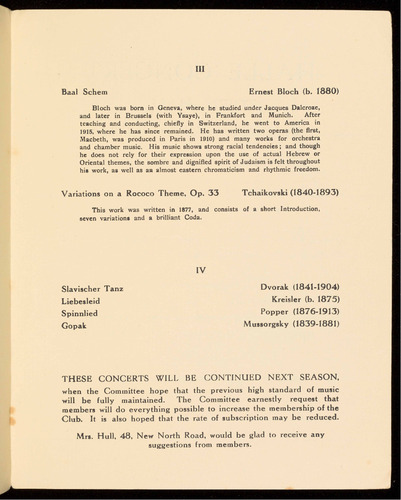 III
Baal Schem Ernest Bloch (b. 1880)
Bloch was born in Geneva, where he studied under Jacques Dalcrose,
and later in Brussels (with Ysaye), in Frankfort and Munich. After
teaching and conducting, chiefly in Switzerland, he went to America in
1915, where he has since remained. He has written two operas (the first,
Macbeth, was produced in Paris in 1910) and many works for orchestra
and chamber music. His music shows strong racial tendencies; and though
he does not rely for their expression upon the use of actual Hebrew or
Oriental themes, the sombre and dignified spirit of Judaism is felt throughout
his work, as well as an almost eastern chromaticism and rhythmic freedom.
Variations on a Rococo Theme, Op. 33 Tchaikovski (1840-1893)
This work was written in 1877, and consists of a short Introduction,
seven variations and a brilliant Coda.
IV
Slavischer Tanz Dvorak (1841-1904)
Liebesleid Kreisler (b. 1875)
Spinnlied Popper (1876-1913)
Gopak Mussorgsky (1839-1881)
THESE CONCERTS WILL BE CONTINUED NEXT SEASON,
when the Committee hope that the previous high standard of music
will be fully maintained. The Committee earnestly request that
members will do everything possible to increase the membership of the
Club. It is also hoped that the rate of subscription may be reduced.
Mrs. Hull, 48, New North Road, would be glad to receive any
suggestions from members.